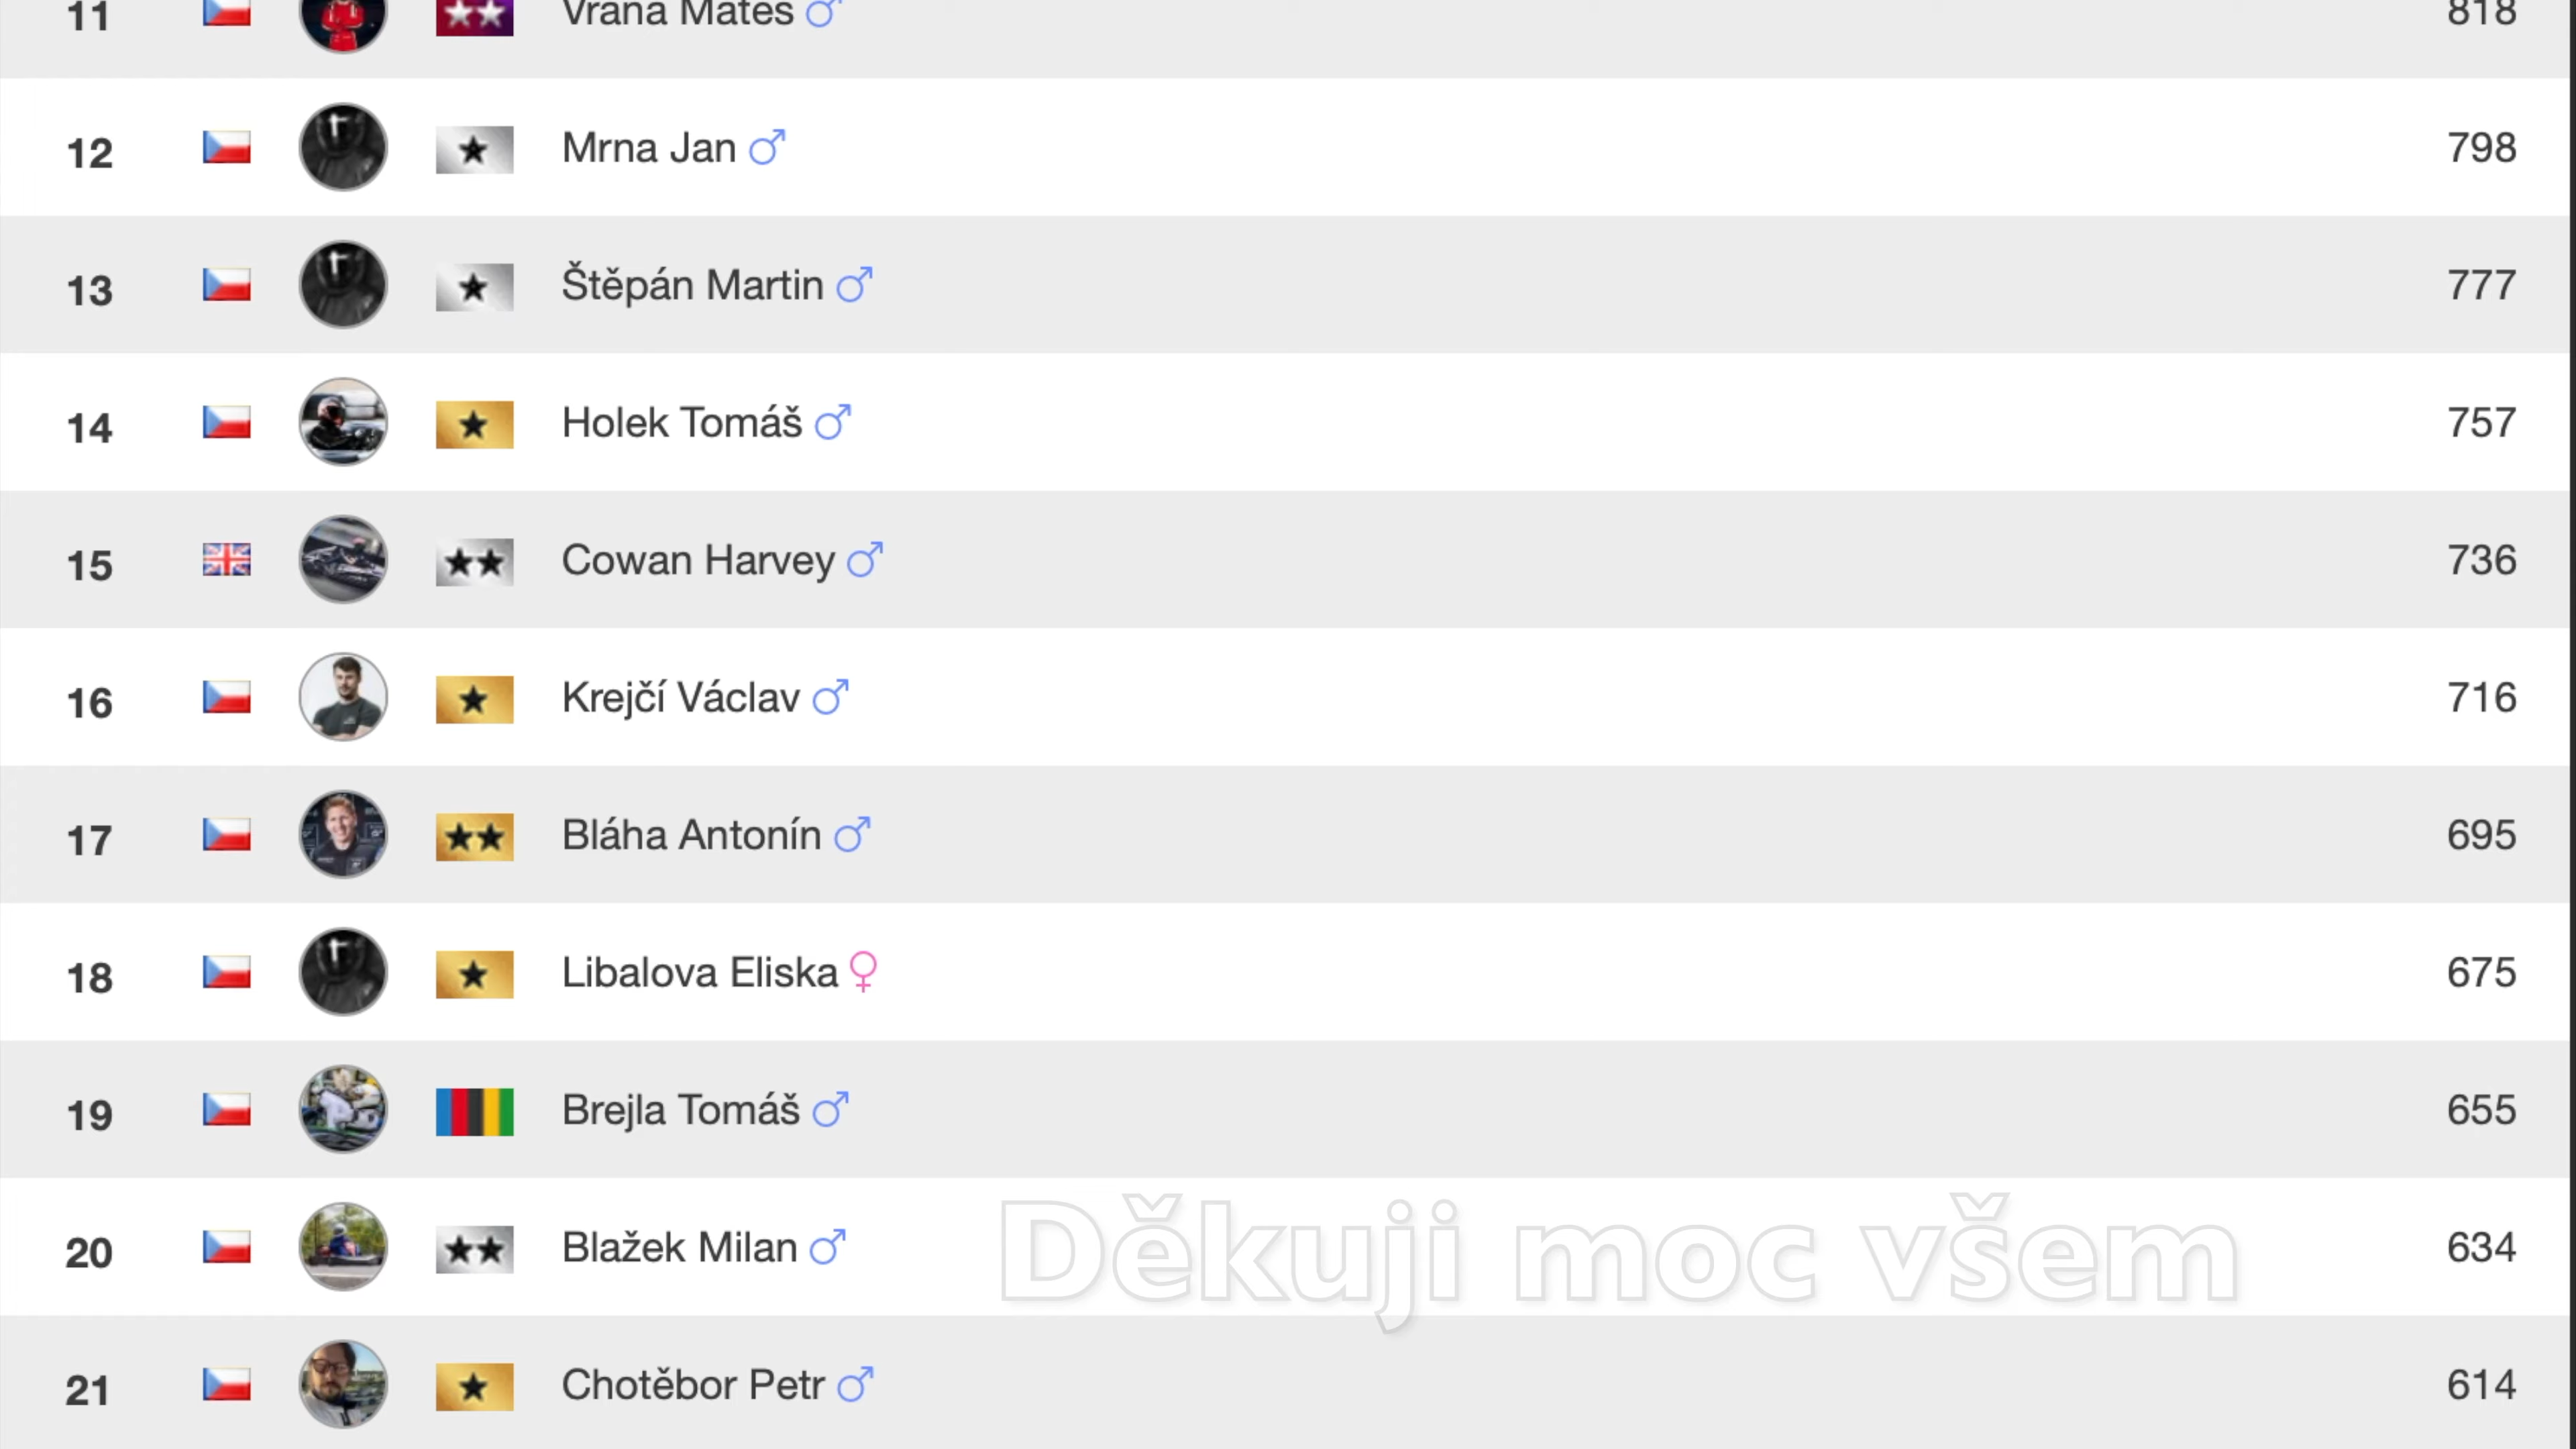 11 Vrána Mateš 818
12 Mrna Jan 798
13 Štěpán Martin 777
14 Holek Tomáš 757
15 Cowan Harvey 736
16 Krejčí Václav 716
17 Bláha Antonín 695
18 Libalova Eliska 675
19 Brejla Tomáš 655
20 Blažek Milan 634
Děkuji moc všem
21 Chotěbor Petr 614